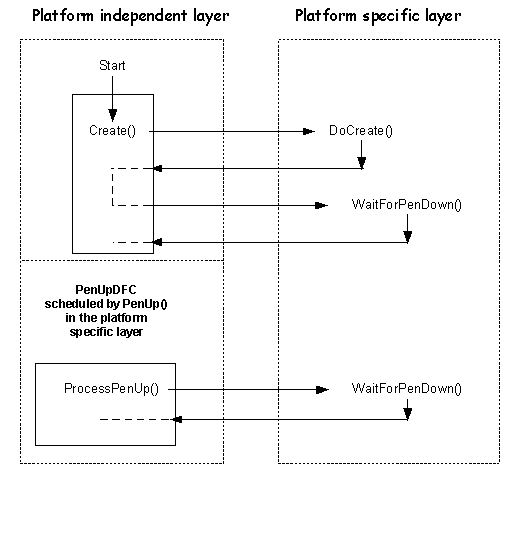 Platform independent layer
Platform specific layer
Start
Create()
DoCreate()
WaitForPenDown()
PenUpDFC
scheduled by PenUp()
in the platform
specific layer
ProcessPenUp()
WaitForPenDown()